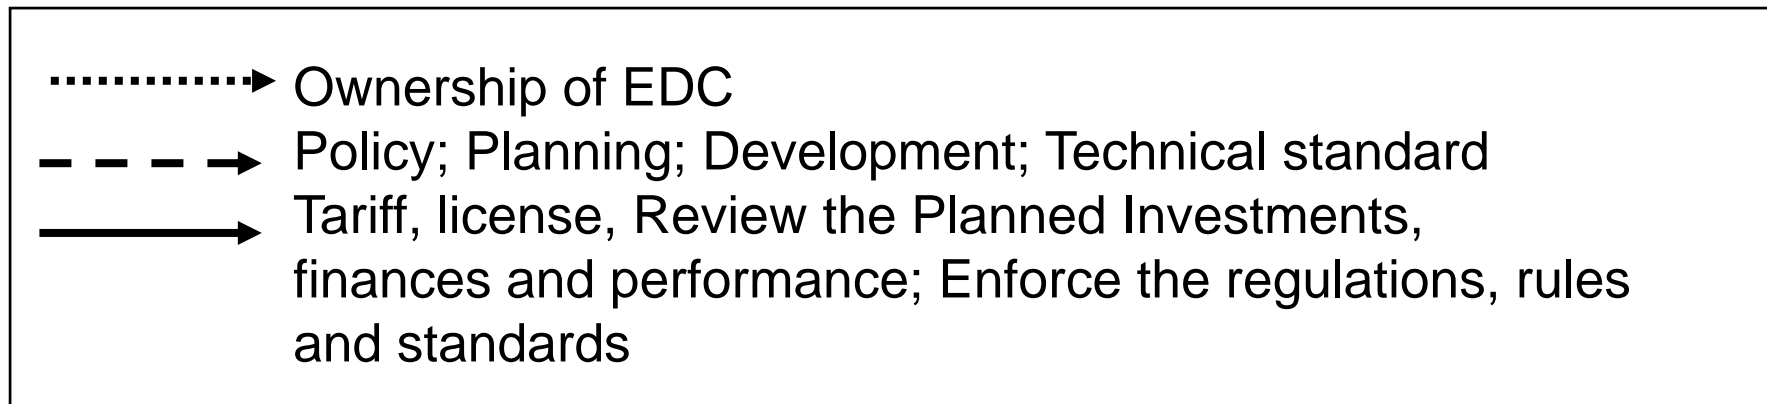 Ownership of EDC
Policy; Planning; Development; Technical standard
Tariff, license, Review the Planned Investments,
finances and performance; Enforce the regulations, rules
and standards